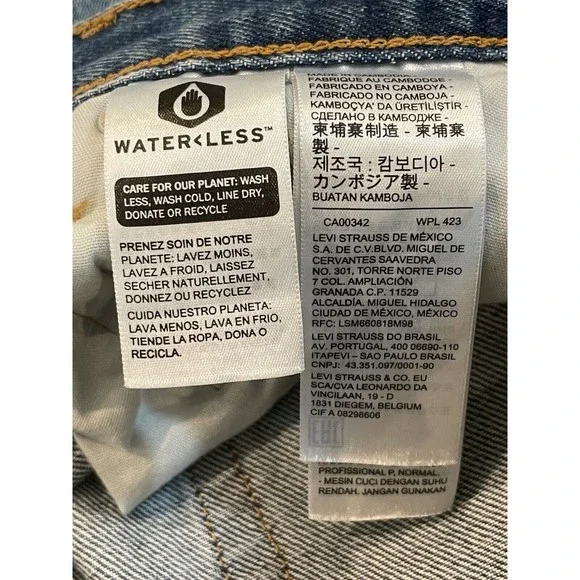 WATER<LESS™
CARE FOR OUR PLANET: WASH
LESS, WASH COLD, LINE DRY,
DONATE OR RECYCLE
PRENEZ SOIN DE NOTRE
PLANETE: LAVEZ MOINS,
LAVEZ A FROID, LAISSEZ
SECHER NATURELLEMENT,
DONNEZ OU RECYCLEZ
CUIDA NUESTRO PLANETA:
LAVA MENOS, LAVA EN FRIO,
TIENDE LA ROPA, DONA O
RECICLA.
MADE IN CAMBODIA -
FABRIQUE AU CAMBODGE -
FABRICADO EN CAMBOYA -
FABRICADO NO CAMBOJA -
KAMBOÇYA' DA ÜRETİLMİŞTİR -
СДЕЛАНО В КАМБОДЖЕ -
柬埔寨制造 - 柬埔寨
製 -
제조국 : 캄보디아 -
カンボジア製 -
BUATAN KAMBOJA
CA00342 WPL 423
LEVI STRAUSS DE MÉXICO
S.A. DE C.V.BLVD. MIGUEL DE
CERVANTES SAAVEDRA
NO. 301, TORRE NORTE PISO
7 COL. AMPLIACIÓN
GRANADA C.P. 11529
ALCALDÍA. MIGUEL HIDALGO
CIUDAD DE MÉXICO, MÉXICO
RFC: LSM660818M98
LEVI STRAUSS DO BRASIL
AV. PORTUGAL, 400 06690-110
ITAPEVI – SAO PAULO BRASIL
CNPJ: 43.351.097/0001-90
LEVI STRAUSS & CO. EU
SCA/CVA LEONARDO DA
VINCILAAN, 19 - D
1831 DIEGEM, BELGIUM
CIF A 08298606
EAC
PROFISSIONAL P, NORMAL.
- MESIN CUCI DENGAN SUHU
RENDAH. JANGAN GUNAKAN